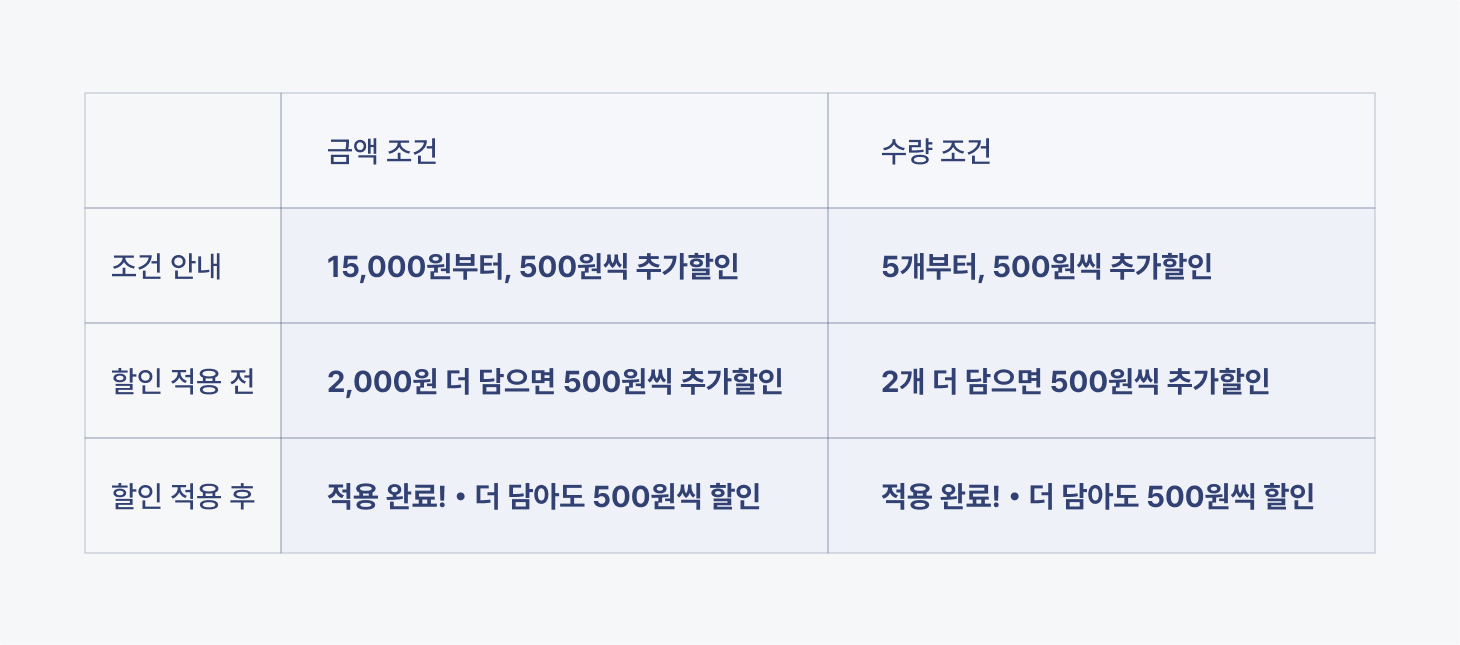 금액 조건
수량 조건
조건 안내
15,000원부터, 500원씩 추가할인
5개부터, 500원씩 추가할인
할인 적용 전
2,000원 더 담으면 500원씩 추가할인
2개 더 담으면 500원씩 추가할인
할인 적용 후
적용 완료! • 더 담아도 500원씩 할인
적용 완료! • 더 담아도 500원씩 할인